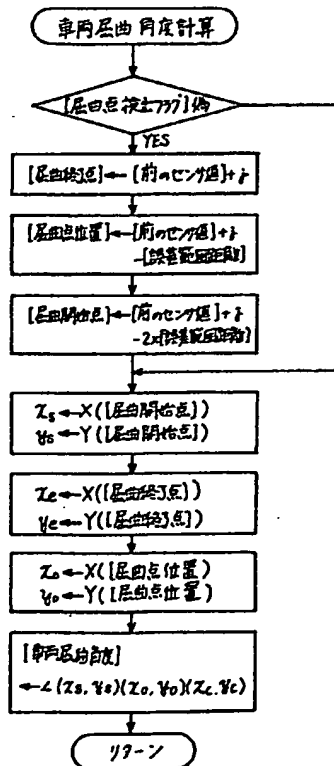 車両屈曲角度計算
[屈曲点検出フラグ]偽
YES
[屈曲終了点]←[前のセンサ値]+j
[屈曲点位置]←[前のセンサ値]+j
-[誤差範囲距離]
[屈曲開始点]←[前のセンサ値]+j
-2×[誤差範囲距離]
xs←X([屈曲開始点])
ys←Y([屈曲開始点])
xe←X([屈曲終了点])
ye←Y([屈曲終了点])
xo←X([屈曲点位置])
yo←Y([屈曲点位置])
[車両屈曲角度]
←∠(xs,ys)(xo,yo)(xe,ye)
リターン